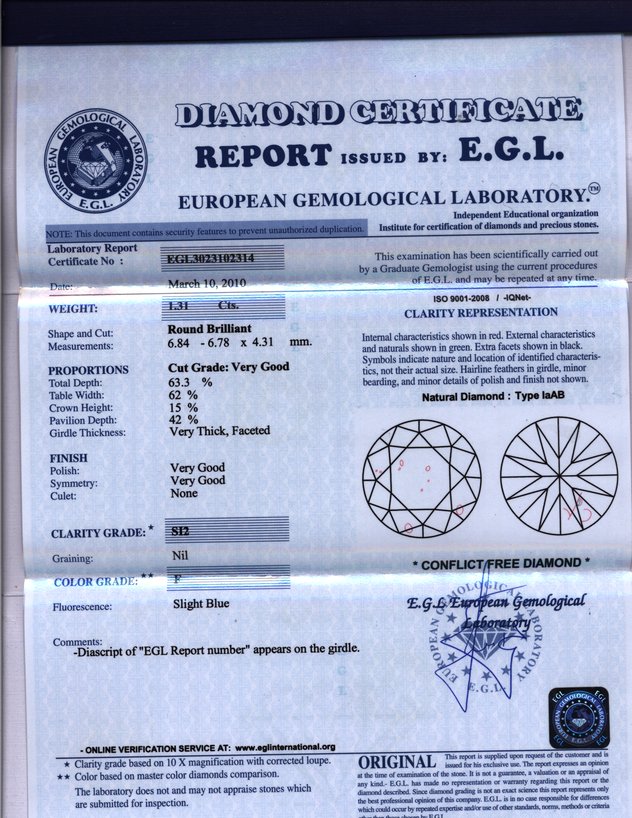 DIAMOND CERTIFICATE
REPORT ISSUED BY: E.G.L.
EUROPEAN GEMOLOGICAL LABORATORY.™
EUROPEAN GEMOLOGICAL LABORATORY
E.G.L.
Independent Educational organization
Institute for certification of diamonds and precious stones.
NOTE: This document contains security features to prevent unauthorized duplication.
Laboratory Report
Certificate No : EGL3023102314
Date: March 10, 2010
WEIGHT: 1.31 Cts.
Shape and Cut: Round Brilliant
Measurements: 6.84 - 6.78 x 4.31 mm.
PROPORTIONS Cut Grade: Very Good
Total Depth: 63.3 %
Table Width: 62 %
Crown Height: 15 %
Pavilion Depth: 42 %
Girdle Thickness: Very Thick, Faceted
FINISH
Polish: Very Good
Symmetry: Very Good
Culet: None
CLARITY GRADE: * SI2
Graining: Nil
COLOR GRADE: ** F
Fluorescence: Slight Blue
Comments:
-Diascript of "EGL Report number" appears on the girdle.
This examination has been scientifically carried out
by a Graduate Gemologist using the current procedures
of E.G.L. and may be repeated at any time.
ISO 9001-2008 / -IQNet-
CLARITY REPRESENTATION
Internal characteristics shown in red. External characteristics
and naturals shown in green. Extra facets shown in black.
Symbols indicate nature and location of identified characteris-
tics, not their actual size. Hairline feathers in girdle, minor
bearding, and minor details of polish and finish not shown.
Natural Diamond : Type IaAB
* CONFLICT FREE DIAMOND *
E.G.L European Gemological
Laboratory
EUROPEAN GEMOLOGICAL LABORATORY
E.G.L.
EGL EGL
- ONLINE VERIFICATION SERVICE AT: www.eglinternational.org
* Clarity grade based on 10 X magnification with corrected loupe.
** Color based on master color diamonds comparison.
The laboratory does not and may not appraise stones which
are submitted for inspection.
ORIGINAL This report is supplied upon request of the customer and is
issued for his exclusive use. The report expresses an opinion
at the time of examination of the stone. It is not a guarantee, a valuation or an appraisal of
any kind.- E.G.L. has made no representation or warranty regarding this report or the
diamond described. Since diamond grading is not an exact science this report represents only
the best professional opinion of this company. E.G.L. is in no case responsible for differences
which could occur by repeated expertise and/or use of other standards, norms, methods or criteria
other than those chosen by E.G.L